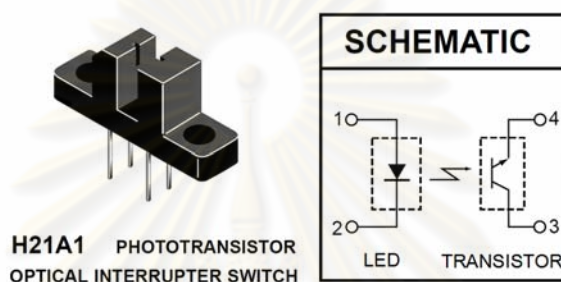 SCHEMATIC
1
4
2
3
LED
TRANSISTOR
H21A1 PHOTOTRANSISTOR
OPTICAL INTERRUPTER SWITCH